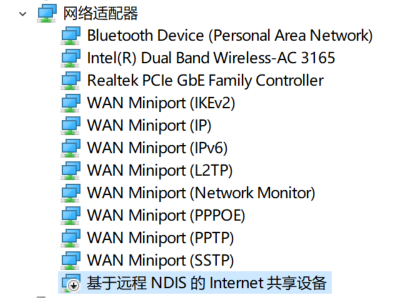 网络适配器
Bluetooth Device (Personal Area Network)
Intel(R) Dual Band Wireless-AC 3165
Realtek PCIe GbE Family Controller
WAN Miniport (IKEv2)
WAN Miniport (IP)
WAN Miniport (IPv6)
WAN Miniport (L2TP)
WAN Miniport (Network Monitor)
WAN Miniport (PPPOE)
WAN Miniport (PPTP)
WAN Miniport (SSTP)
基于远程 NDIS 的 Internet 共享设备